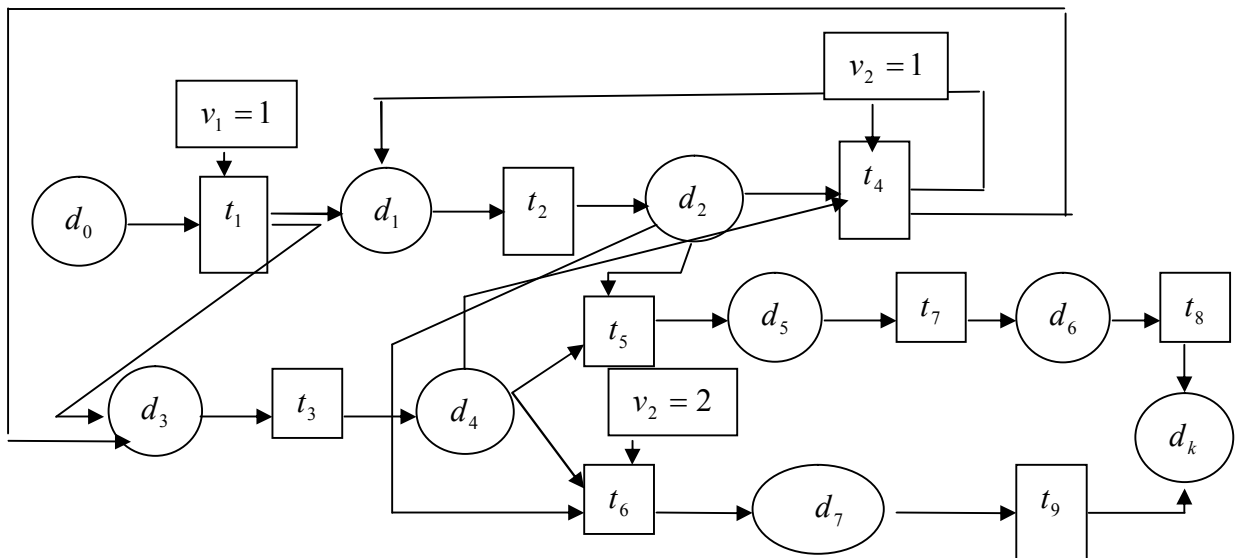 v₂ = 1
v₁ = 1
d₀
t₁
d₁
t₂
d₂
t₄
t₅
d₅
t₇
d₆
t₈
d₃
t₃
d₄
v₂ = 2
dₖ
t₆
d₇
t₉